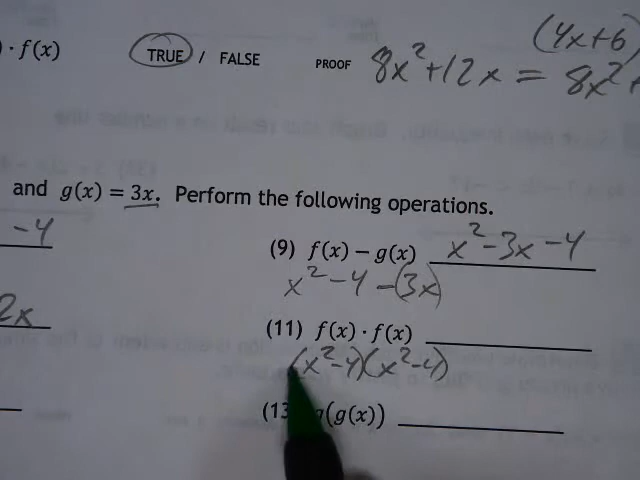 (4x+6)
· f(x) TRUE / FALSE PROOF 8x²+12x = 8x²
and g(x) = 3x. Perform the following operations.
-4
(9) f(x) − g(x) x²-3x-4
x²-4-(3x)
2x
(11) f(x) · f(x)
(x²-4)(x²-4)
(g(x))